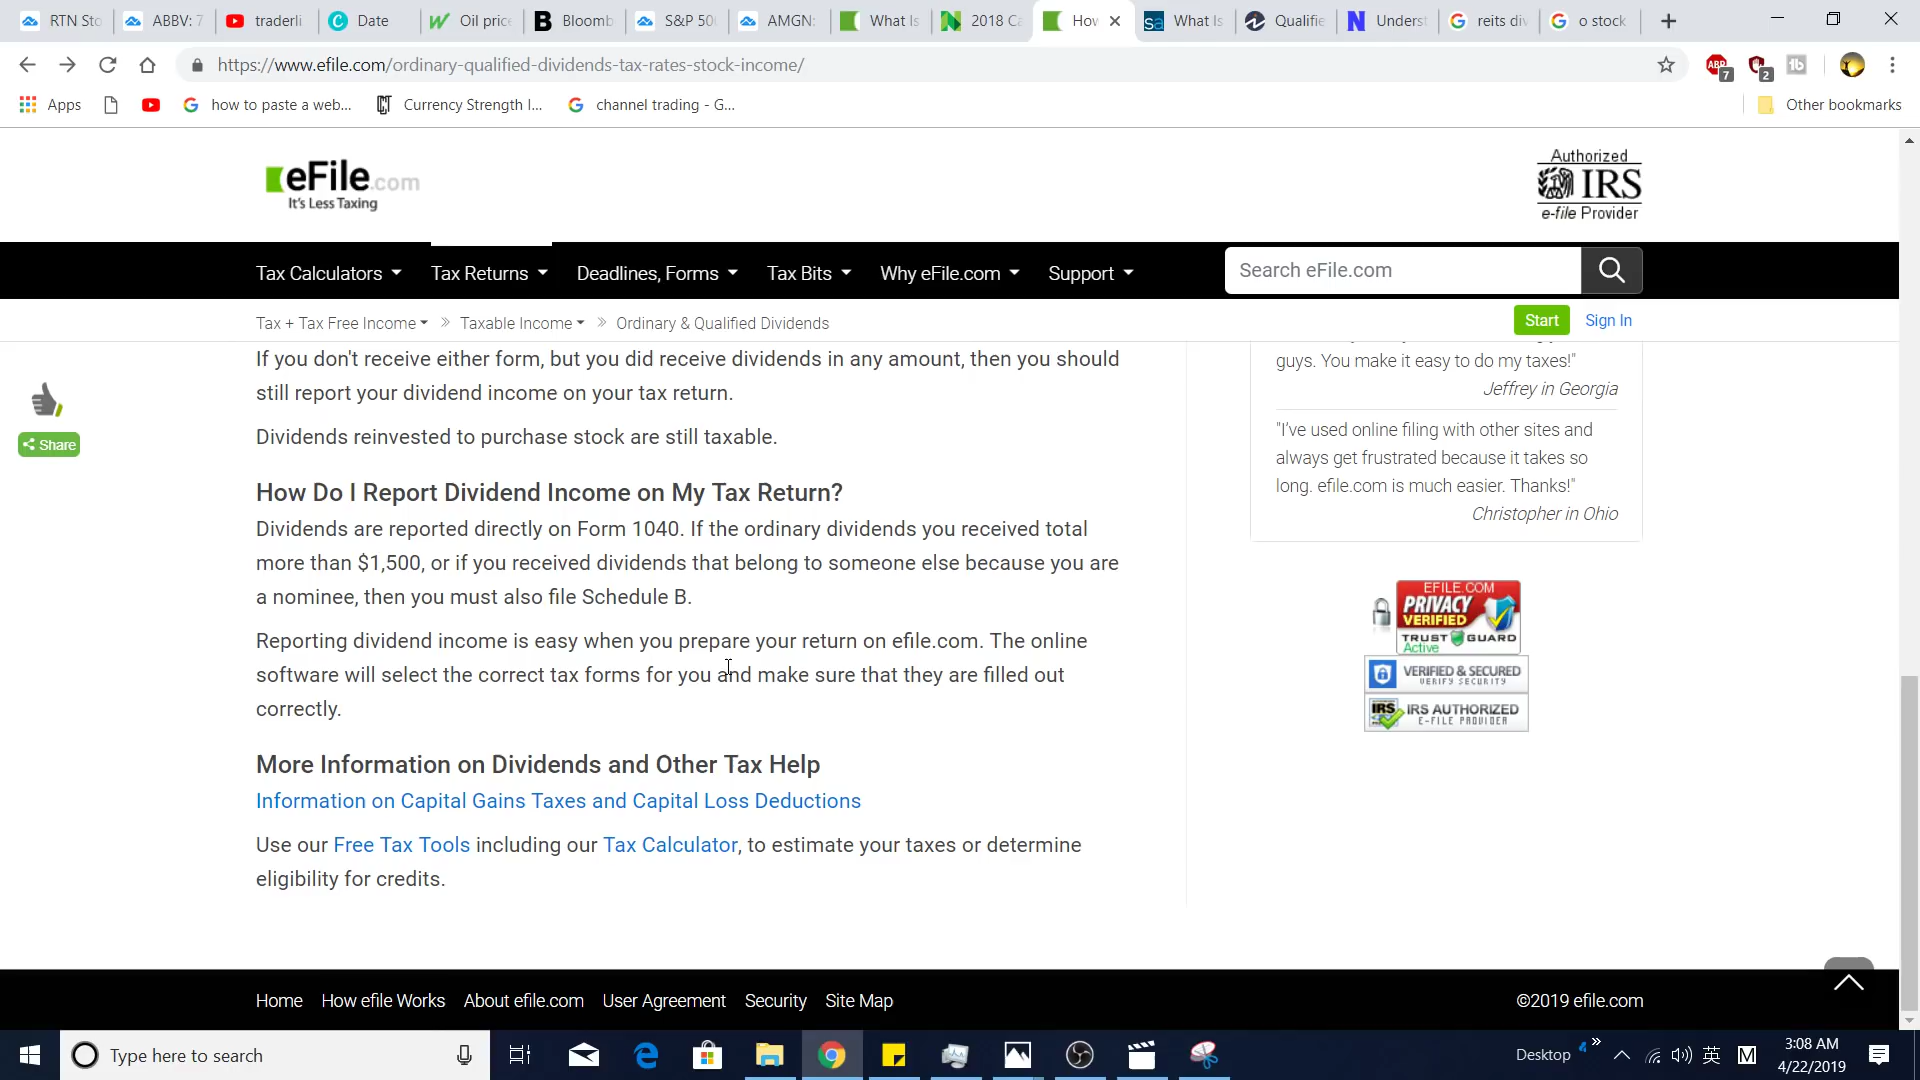 RTN Sto
ABBV: 7
traderli
Date
Oil price
Bloomb
S&P 500
AMGN:
What Is
2018 Ca
How
What Is
Qualifie
Underst
reits div
o stock
https://www.efile.com/ordinary-qualified-dividends-tax-rates-stock-income/
ABP
7
2
Apps
how to paste a web...
Currency Strength I...
channel trading - G...
Other bookmarks
eFile.com
It's Less Taxing
Authorized
IRS
e-file Provider
Tax Calculators
Tax Returns
Deadlines, Forms
Tax Bits
Why eFile.com
Support
Search eFile.com
Tax + Tax Free Income » Taxable Income » Ordinary & Qualified Dividends
Start
Sign In
If you don't receive either form, but you did receive dividends in any amount, then you should
still report your dividend income on your tax return.
Dividends reinvested to purchase stock are still taxable.
Share
How Do I Report Dividend Income on My Tax Return?
Dividends are reported directly on Form 1040. If the ordinary dividends you received total
more than $1,500, or if you received dividends that belong to someone else because you are
a nominee, then you must also file Schedule B.
Reporting dividend income is easy when you prepare your return on efile.com. The online
software will select the correct tax forms for you and make sure that they are filled out
correctly.
More Information on Dividends and Other Tax Help
Information on Capital Gains Taxes and Capital Loss Deductions
Use our Free Tax Tools including our Tax Calculator, to estimate your taxes or determine
eligibility for credits.
guys. You make it easy to do my taxes!"
Jeffrey in Georgia
"I've used online filing with other sites and
always get frustrated because it takes so
long. efile.com is much easier. Thanks!"
Christopher in Ohio
EFILE.COM
PRIVACY
VERIFIED
TRUST GUARD
Active
VERIFIED & SECURED
VERIFY SECURITY
IRS
IRS AUTHORIZED
E-FILE PROVIDER
Home
How efile Works
About efile.com
User Agreement
Security
Site Map
©2019 efile.com
Type here to search
Desktop
英
M
3:08 AM
4/22/2019